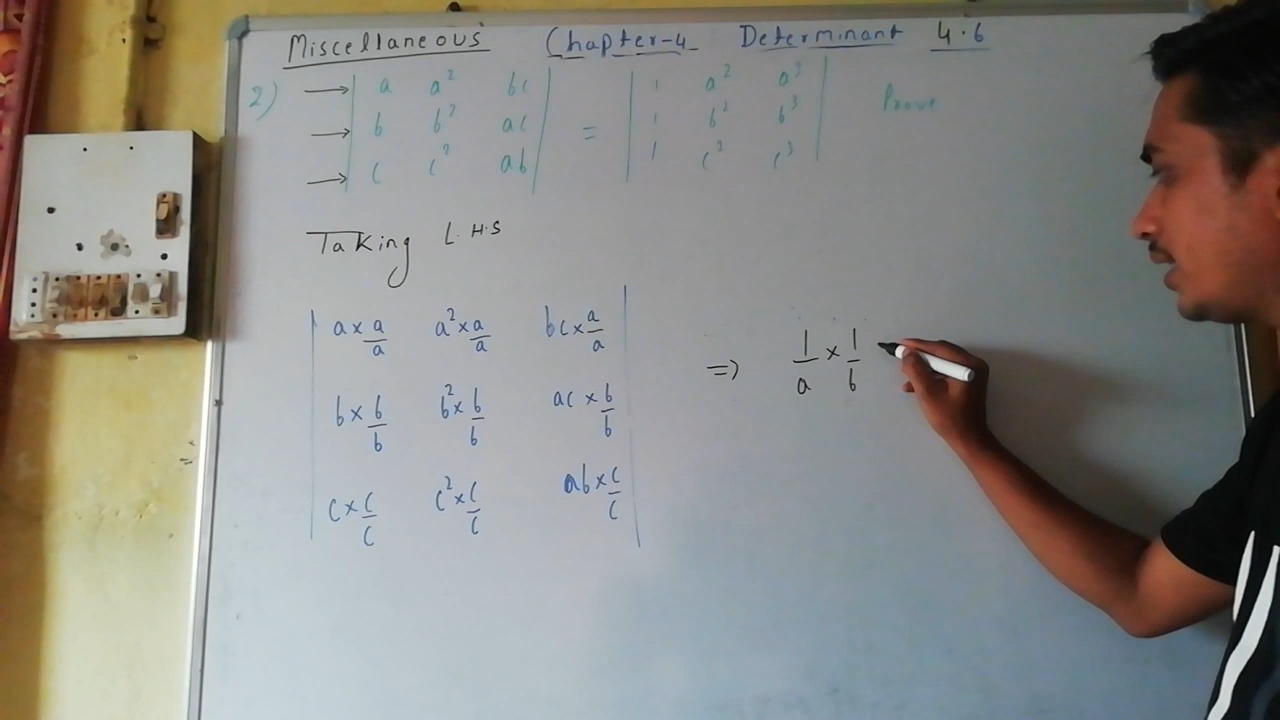 Miscellaneous Chapter-4 Determinant 4.6
2) → | a a² bc | = | 1 a² a³ | Prove
→ | b b² ac | | 1 b² b³ |
→ | c c² ab | | 1 c² c³ |
Taking L.H.S
| a×a/a a²×a/a bc×a/a | => 1/a × 1/b
| b×b/b b²×b/b ac×b/b |
| c×c/c c²×c/c ab×c/c |